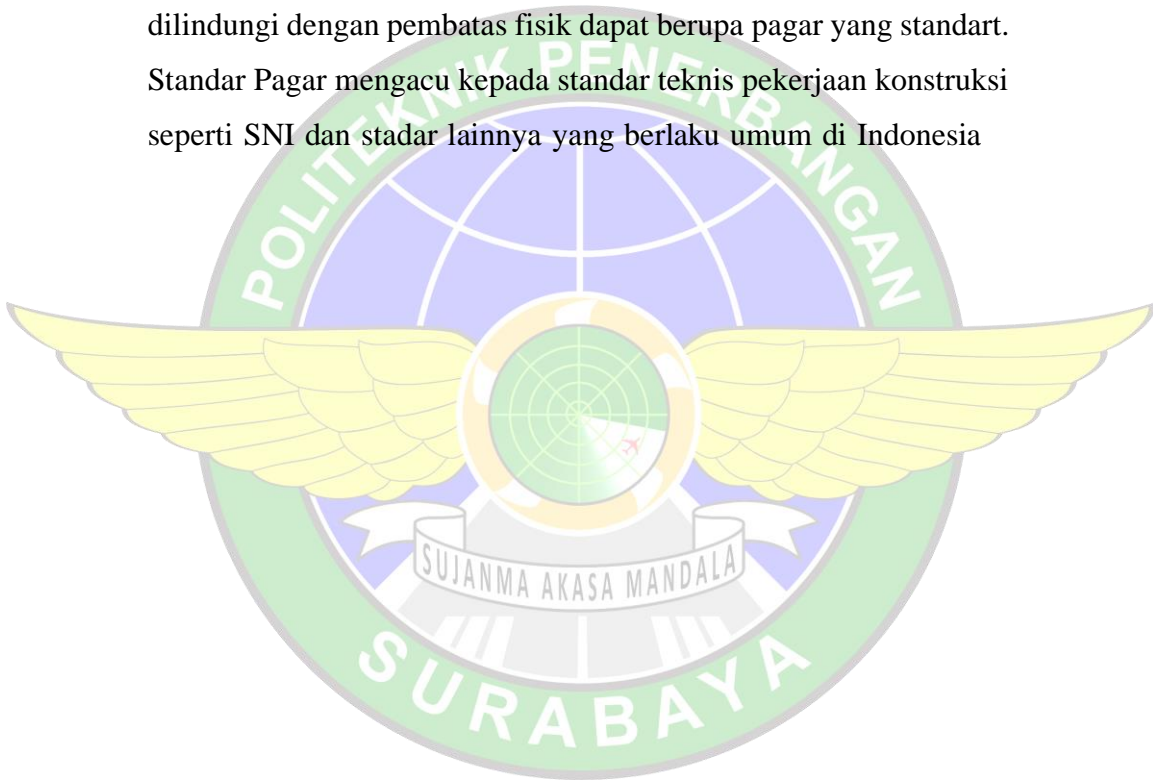 dilindungi dengan pembatas fisik dapat berupa pagar yang standart.
Standar Pagar mengacu kepada standar teknis pekerjaan konstruksi
seperti SNI dan stadar lainnya yang berlaku umum di Indonesia
POLITEKNIK PENERBANGAN
SUJANMA AKASA MANDALA
SURABAYA